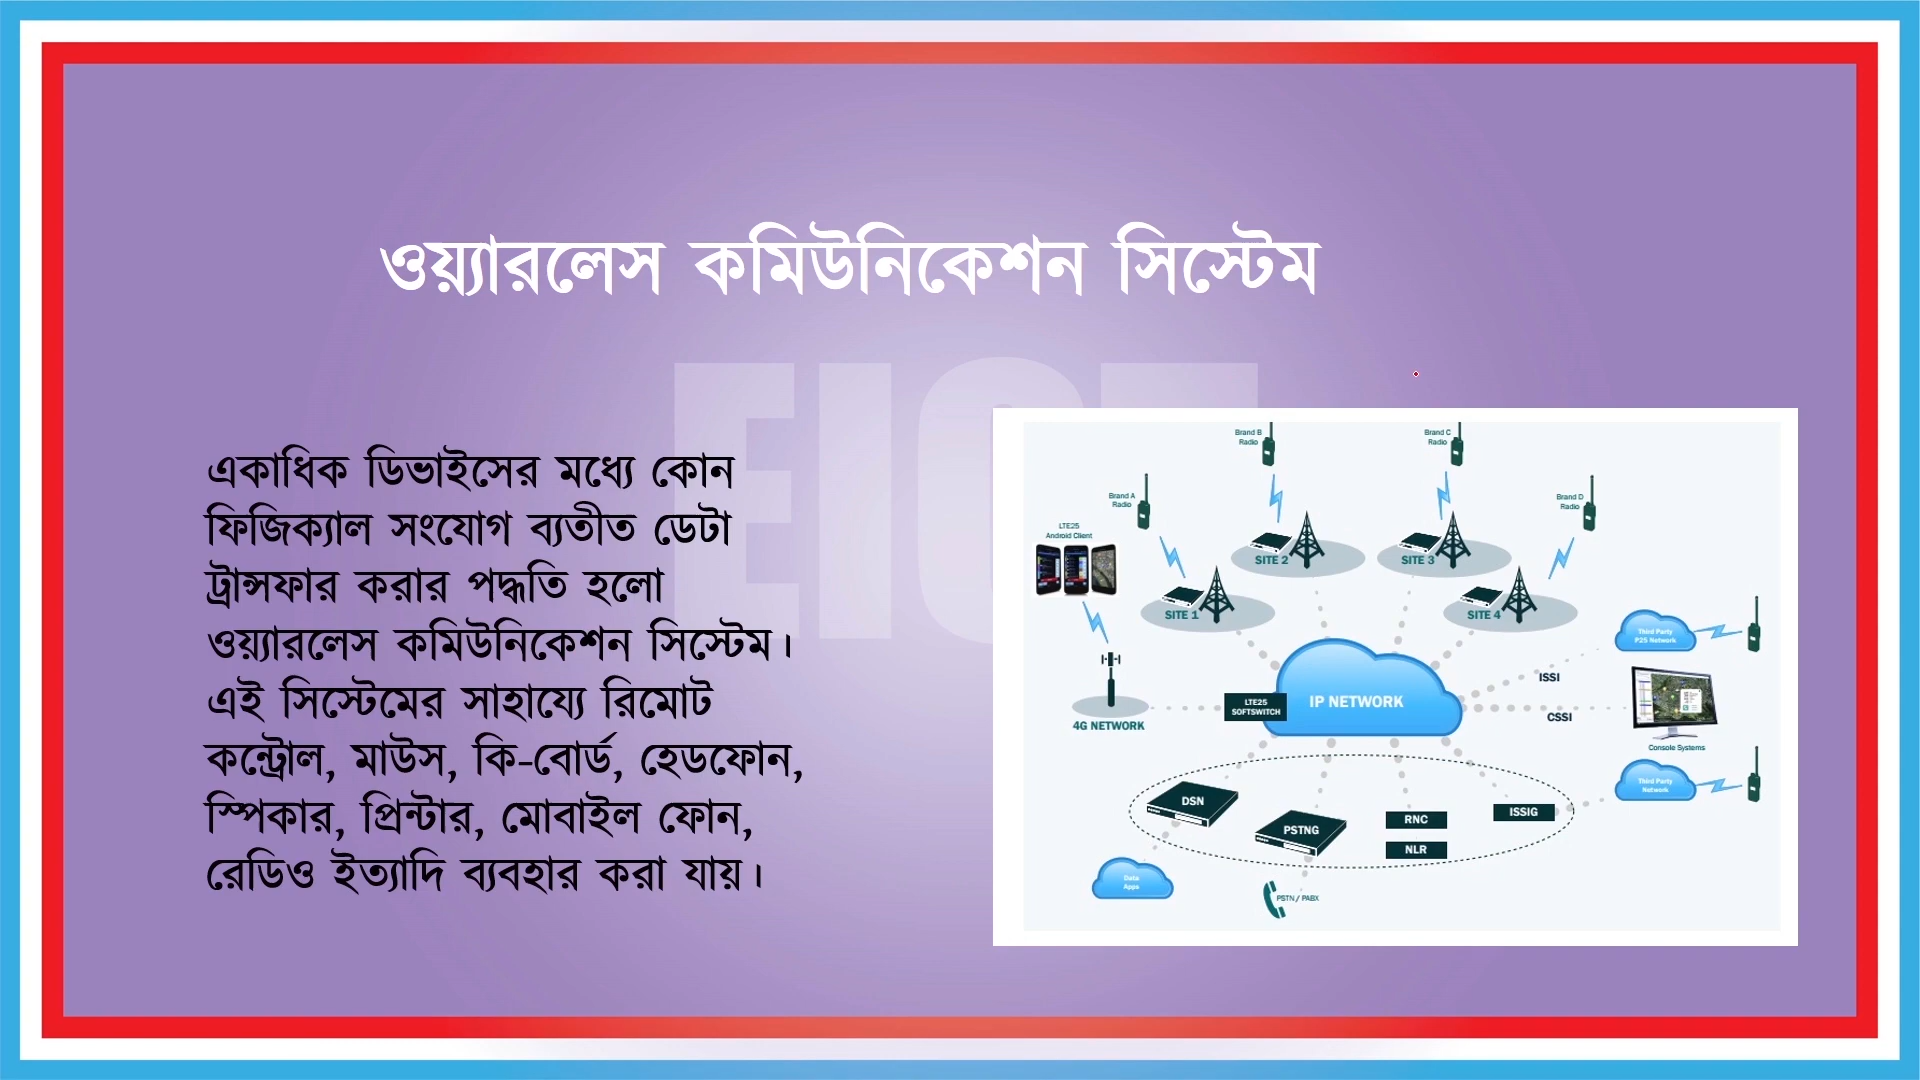 ওয়্যারলেস কমিউনিকেশন সিস্টেম
EICT
একাধিক ডিভাইসের মধ্যে কোন
ফিজিক্যাল সংযোগ ব্যতীত ডেটা
ট্রান্সফার করার পদ্ধতি হলো
ওয়্যারলেস কমিউনিকেশন সিস্টেম।
এই সিস্টেমের সাহায্যে রিমোট
কন্ট্রোল, মাউস, কি-বোর্ড, হেডফোন,
স্পিকার, প্রিন্টার, মোবাইল ফোন,
রেডিও ইত্যাদি ব্যবহার করা যায়।
Brand B
Radio
Brand C
Radio
Brand A
Radio
Brand D
Radio
LTE25
Android Client
SITE 2
SITE 3
SITE 1
SITE 4
Third Party
P25 Network
ISSI
IP NETWORK
LTE25
SOFTSWITCH
CSSI
4G NETWORK
Console Systems
Third Party
Network
DSN
PSTNG
RNC
NLR
ISSIG
Data
Apps
PSTN / PABX